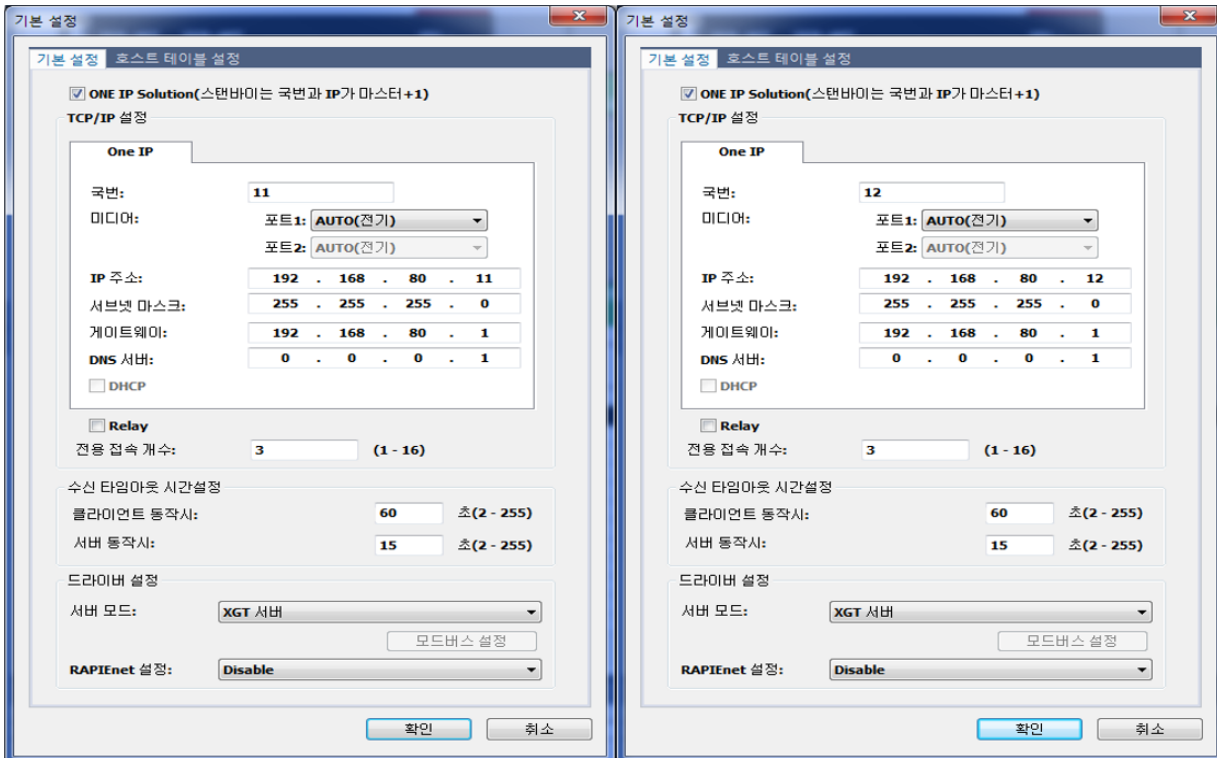 기본 설정
기본 설정 호스트 테이블 설정
ONE IP Solution(스탠바이는 국번과 IP가 마스터+1)
TCP/IP 설정
One IP
국번: 11
미디어: 포트1: AUTO(전기)
포트2: AUTO(전기)
IP 주소: 192 . 168 . 80 . 11
서브넷 마스크: 255 . 255 . 255 . 0
게이트웨이: 192 . 168 . 80 . 1
DNS 서버: 0 . 0 . 0 . 1
DHCP
Relay
전용 접속 개수: 3 (1 - 16)
수신 타임아웃 시간설정
클라이언트 동작시: 60 초(2 - 255)
서버 동작시: 15 초(2 - 255)
드라이버 설정
서버 모드: XGT 서버
모드버스 설정
RAPIEnet 설정: Disable
확인 취소
기본 설정
기본 설정 호스트 테이블 설정
ONE IP Solution(스탠바이는 국번과 IP가 마스터+1)
TCP/IP 설정
One IP
국번: 12
미디어: 포트1: AUTO(전기)
포트2: AUTO(전기)
IP 주소: 192 . 168 . 80 . 12
서브넷 마스크: 255 . 255 . 255 . 0
게이트웨이: 192 . 168 . 80 . 1
DNS 서버: 0 . 0 . 0 . 1
DHCP
Relay
전용 접속 개수: 3 (1 - 16)
수신 타임아웃 시간설정
클라이언트 동작시: 60 초(2 - 255)
서버 동작시: 15 초(2 - 255)
드라이버 설정
서버 모드: XGT 서버
모드버스 설정
RAPIEnet 설정: Disable
확인 취소